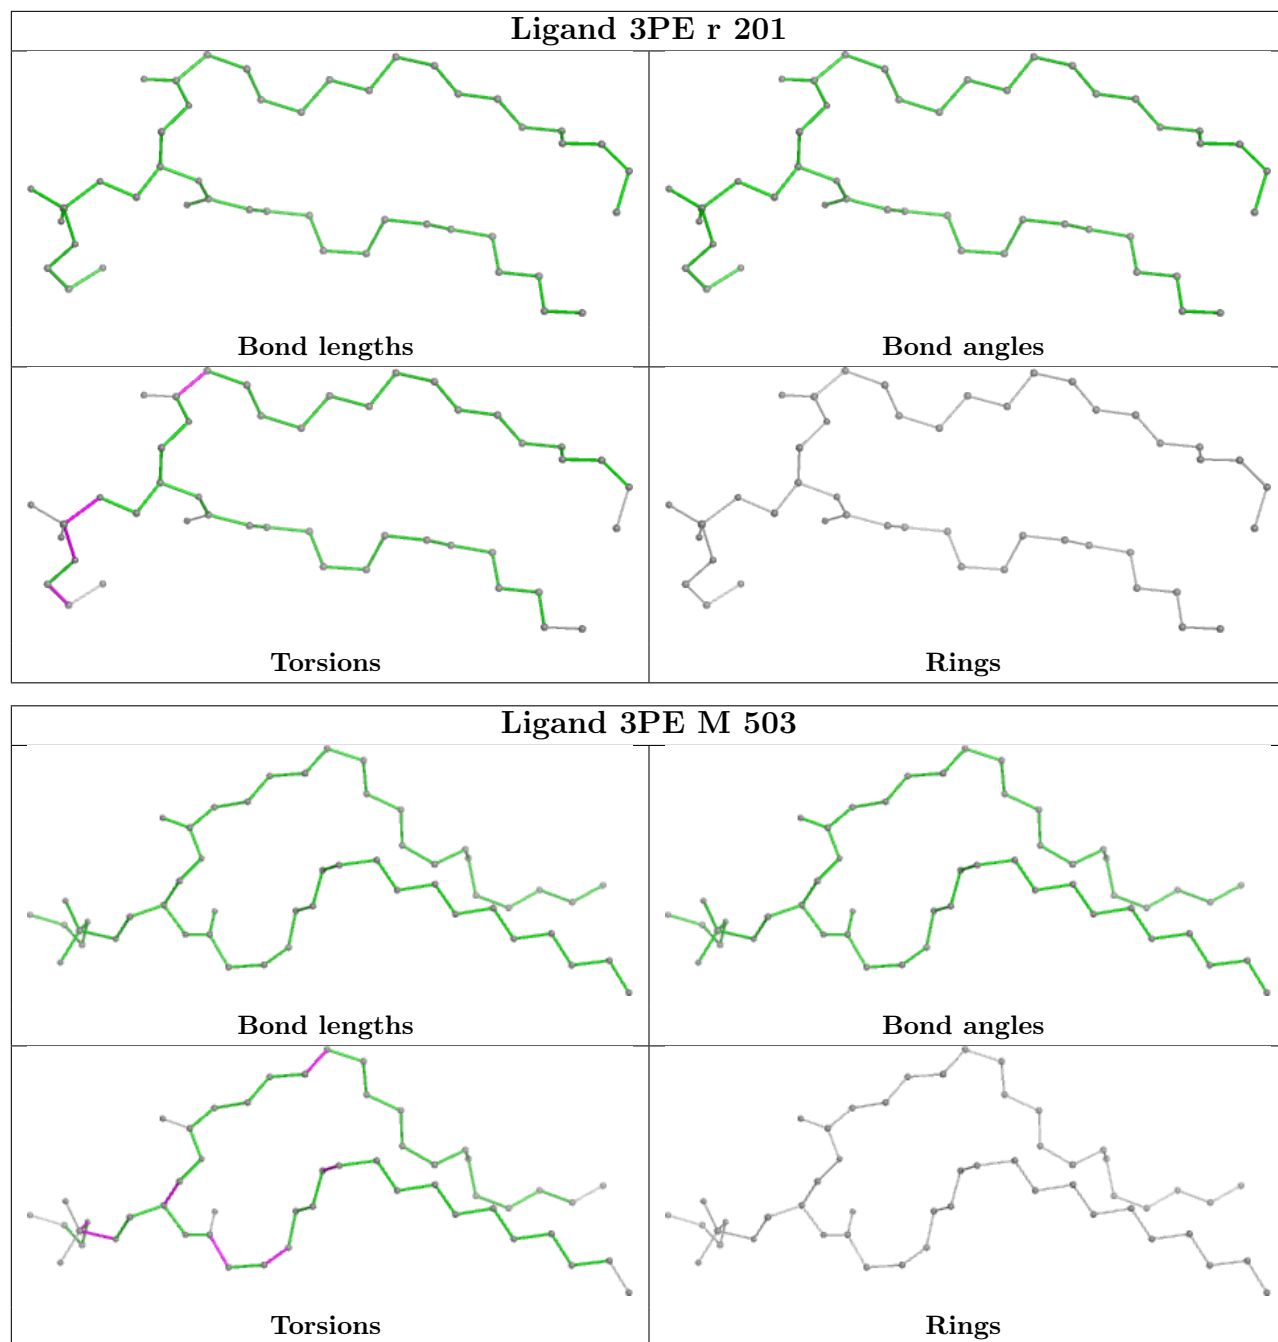 Ligand 3PE r 201
Bond lengths
Bond angles
Torsions
Rings
Ligand 3PE M 503
Bond lengths
Bond angles
Torsions
Rings